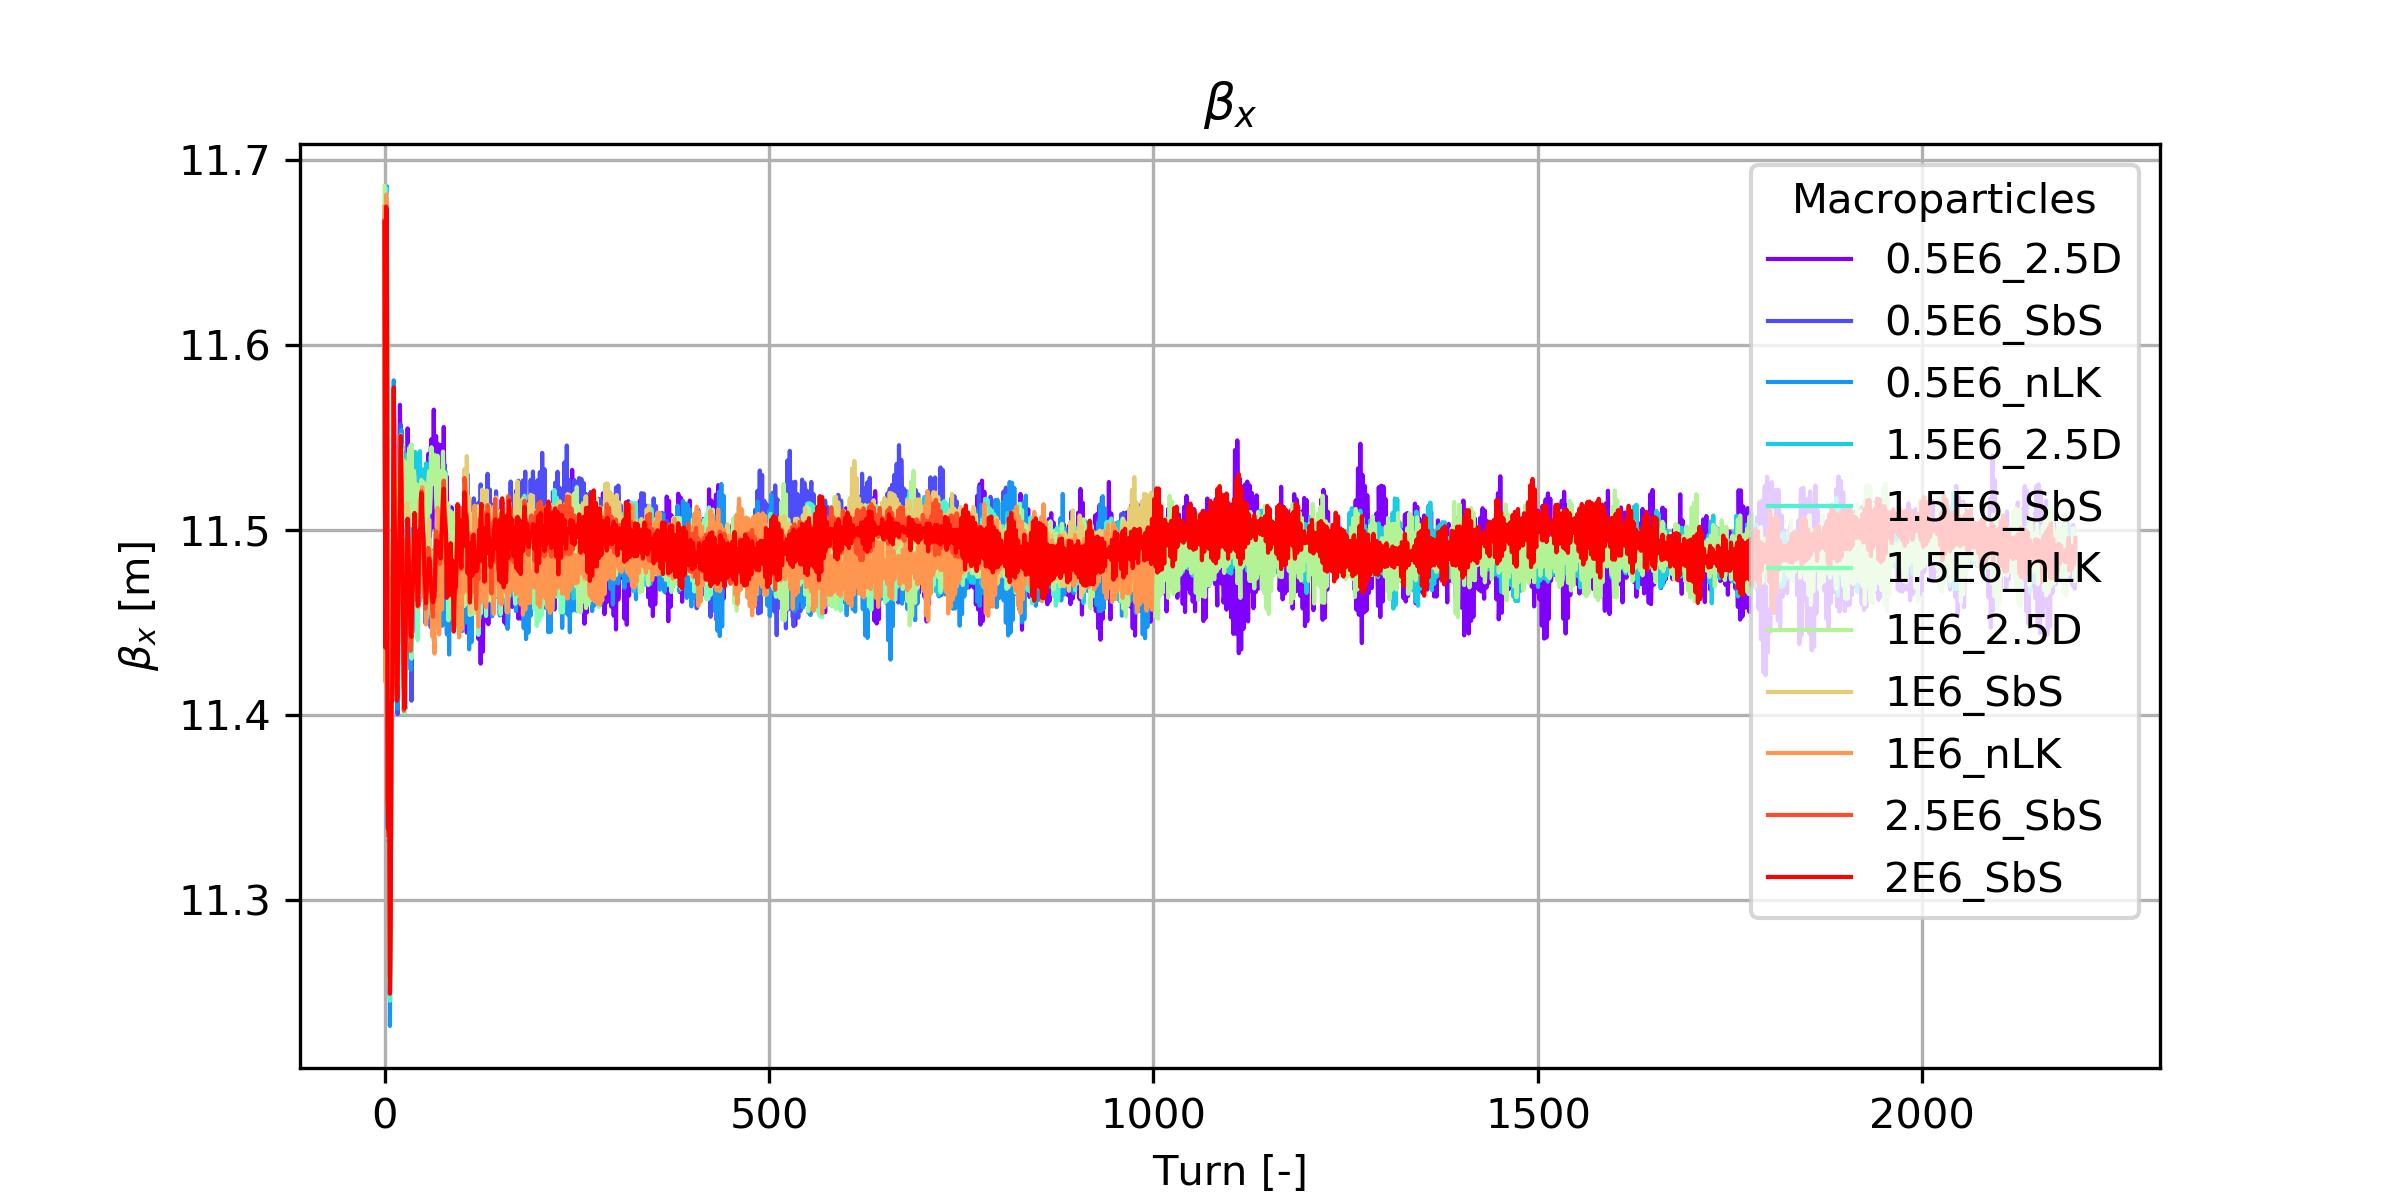 βx
11.7
11.6
11.5
11.4
11.3
βx [m]
0 500 1000 1500 2000
Turn [-]
Macroparticles
0.5E6_2.5D
0.5E6_SbS
0.5E6_nLK
1.5E6_2.5D
1.5E6_SbS
1.5E6_nLK
1E6_2.5D
1E6_SbS
1E6_nLK
2.5E6_SbS
2E6_SbS